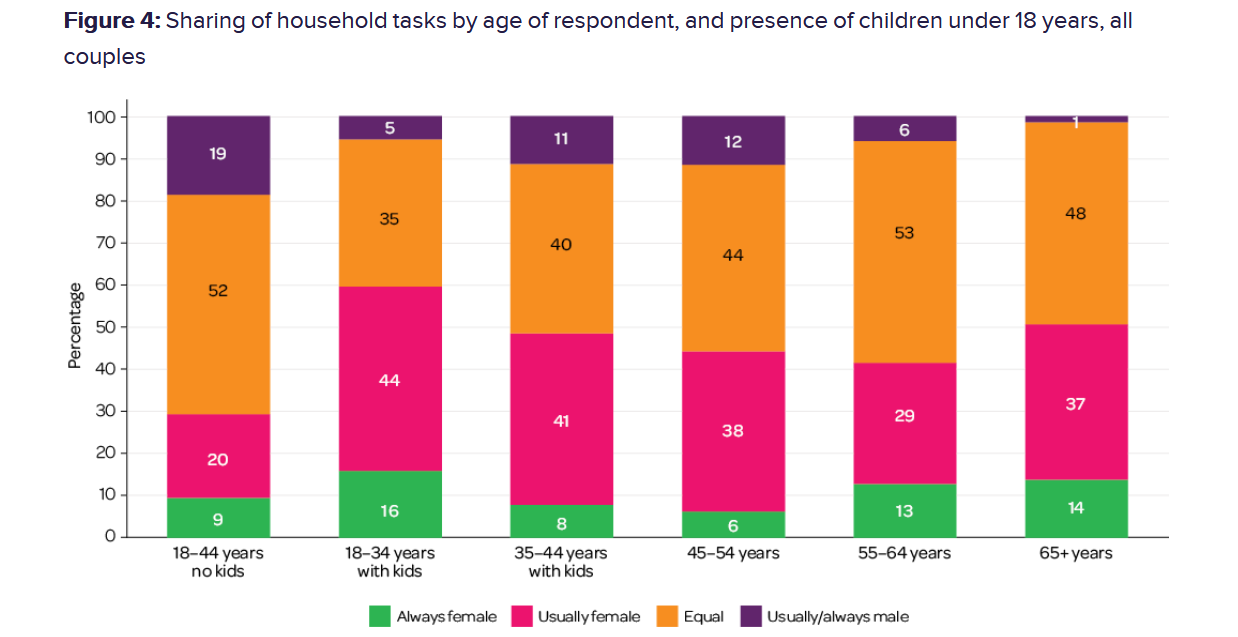 Figure 4: Sharing of household tasks by age of respondent, and presence of children under 18 years, all
couples
Percentage
100
90
80
70
60
50
40
30
20
10
0
19
52
20
9
5
35
44
16
11
40
41
8
12
44
38
6
6
53
29
13
1
48
37
14
18–44 years
no kids
18–34 years
with kids
35–44 years
with kids
45–54 years
55–64 years
65+ years
Always female
Usually female
Equal
Usually/always male